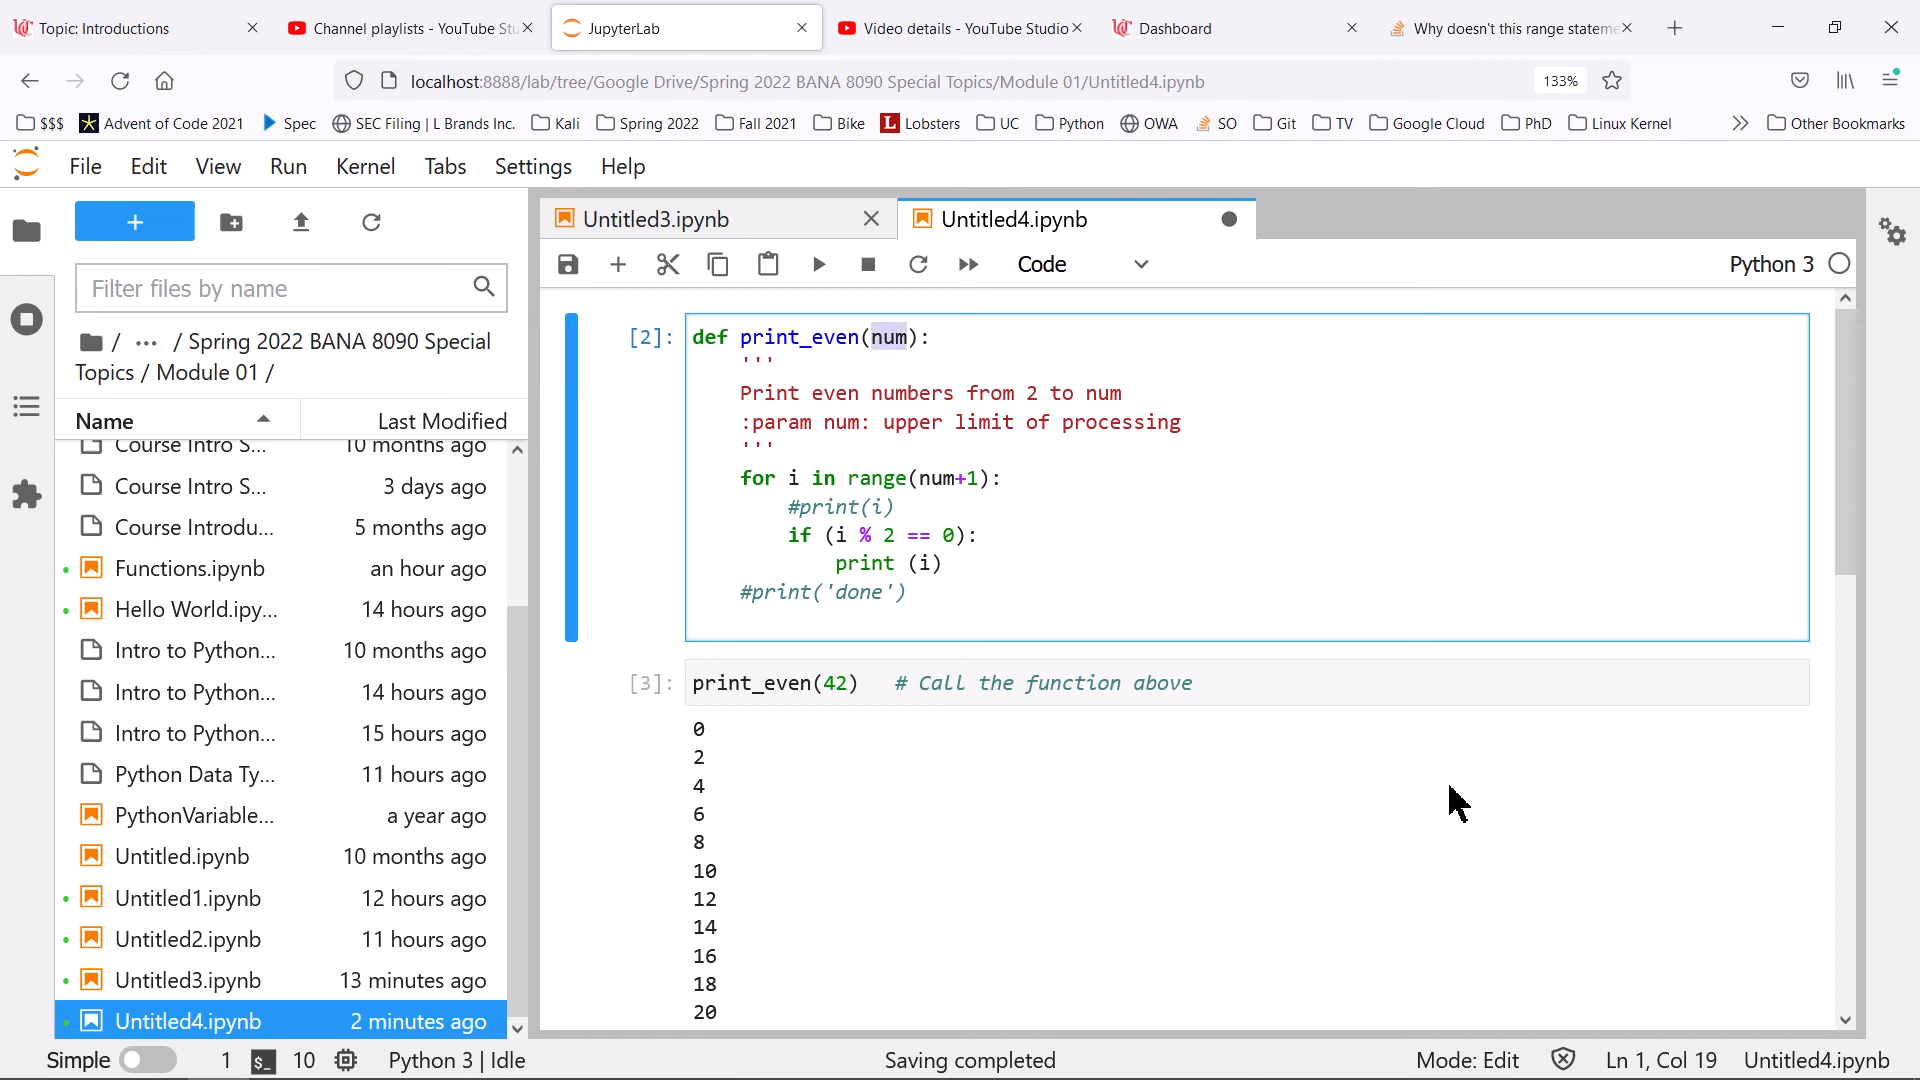 Topic: Introductions
Channel playlists - YouTube Stu
JupyterLab
Video details - YouTube Studio
Dashboard
Why doesn't this range stateme
localhost:8888/lab/tree/Google Drive/Spring 2022 BANA 8090 Special Topics/Module 01/Untitled4.ipynb
133%
$$$ Advent of Code 2021 Spec SEC Filing | L Brands Inc. Kali Spring 2022 Fall 2021 Bike Lobsters UC Python OWA SO Git TV Google Cloud PhD Linux Kernel Other Bookmarks
File Edit View Run Kernel Tabs Settings Help
Untitled3.ipynb
Untitled4.ipynb
Code
Python 3
Filter files by name
/ ... / Spring 2022 BANA 8090 Special
Topics / Module 01 /
Name Last Modified
Course Intro S... 10 months ago
Course Intro S... 3 days ago
Course Introdu... 5 months ago
Functions.ipynb an hour ago
Hello World.ipy... 14 hours ago
Intro to Python... 10 months ago
Intro to Python... 14 hours ago
Intro to Python... 15 hours ago
Python Data Ty... 11 hours ago
PythonVariable... a year ago
Untitled.ipynb 10 months ago
Untitled1.ipynb 12 hours ago
Untitled2.ipynb 11 hours ago
Untitled3.ipynb 13 minutes ago
Untitled4.ipynb 2 minutes ago
[2]: def print_even(num):
'''
Print even numbers from 2 to num
:param num: upper limit of processing
'''
for i in range(num+1):
#print(i)
if (i % 2 == 0):
print (i)
#print('done')
[3]: print_even(42) # Call the function above
0
2
4
6
8
10
12
14
16
18
20
Simple 1 $_ 10 Python 3 | Idle Saving completed Mode: Edit Ln 1, Col 19 Untitled4.ipynb